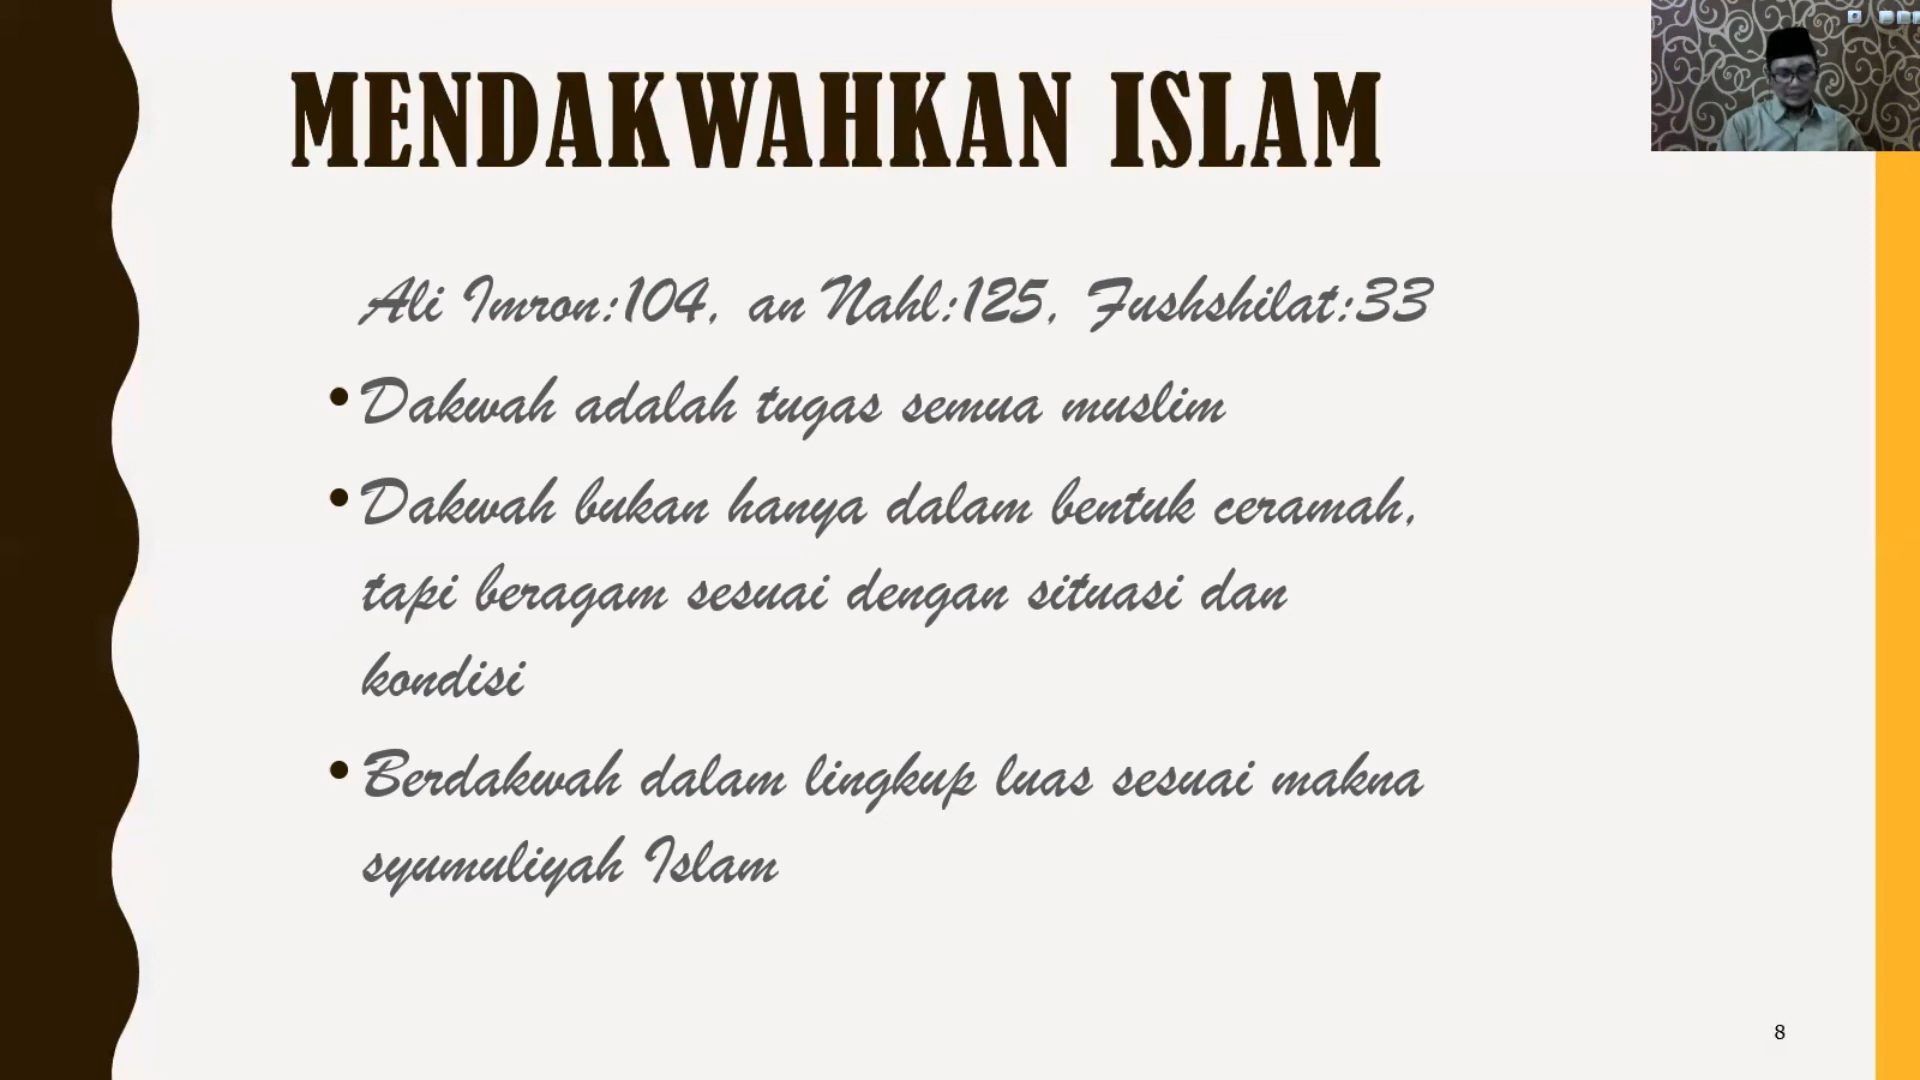 MENDAKWAHKAN ISLAM
Ali Imron:104, an Nahl:125, Fushshilat:33
• Dakwah adalah tugas semua muslim
• Dakwah bukan hanya dalam bentuk ceramah,
tapi beragam sesuai dengan situasi dan
kondisi
• Berdakwah dalam lingkup luas sesuai makna
syumuliyah Islam
8